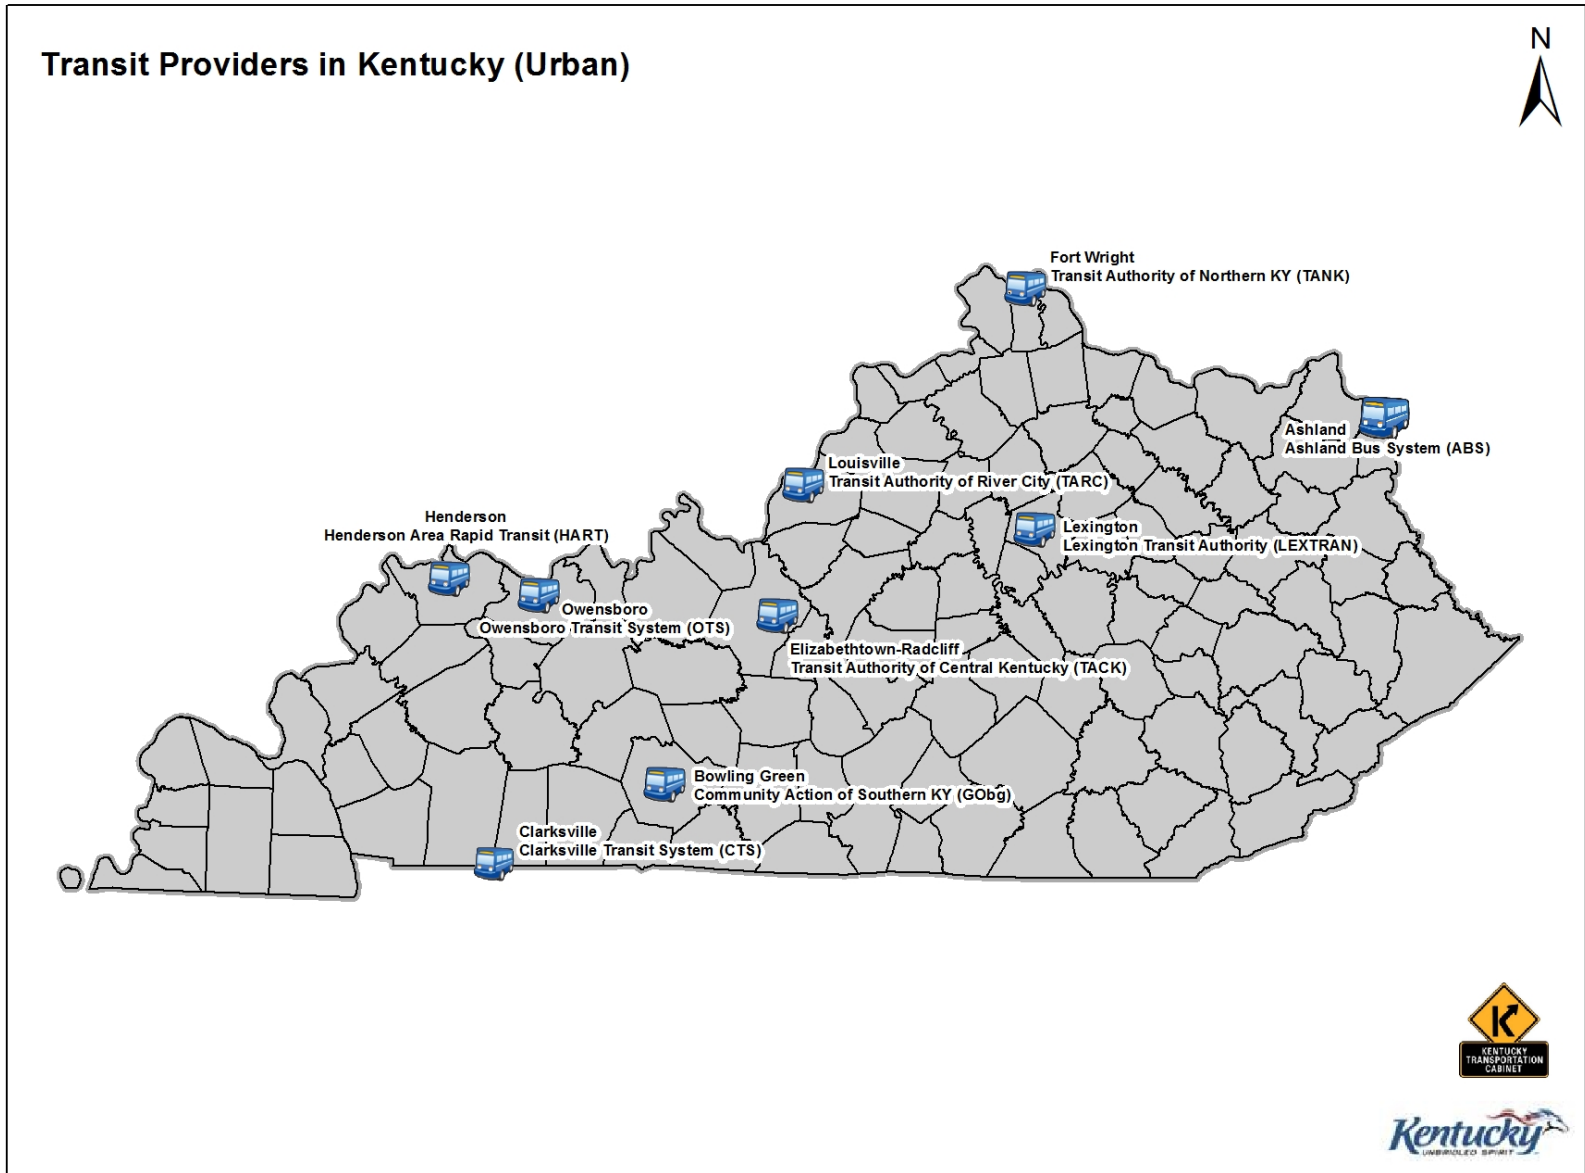 Transit Providers in Kentucky (Urban)
N
Fort Wright
Transit Authority of Northern KY (TANK)
Ashland
Ashland Bus System (ABS)
Louisville
Transit Authority of River City (TARC)
Henderson
Henderson Area Rapid Transit (HART)
Lexington
Lexington Transit Authority (LEXTRAN)
Owensboro
Owensboro Transit System (OTS)
Elizabethtown-Radcliff
Transit Authority of Central Kentucky (TACK)
Bowling Green
Community Action of Southern KY (GObg)
Clarksville
Clarksville Transit System (CTS)
KENTUCKY
TRANSPORTATION
CABINET
Kentucky
UNBRIDLED SPIRIT